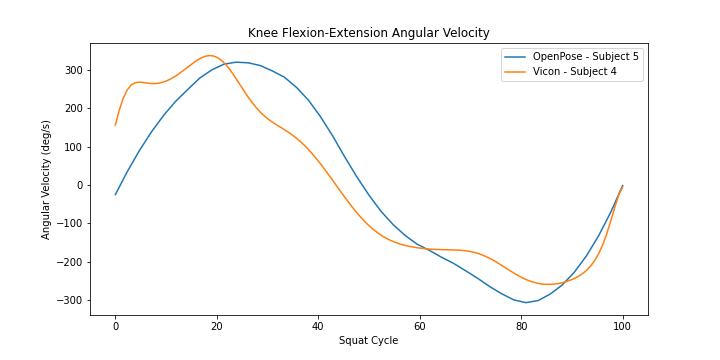 Knee Flexion-Extension Angular Velocity
OpenPose - Subject 5
Vicon - Subject 4
Angular Velocity (deg/s)
300
200
100
0
−100
−200
−300
0 20 40 60 80 100
Squat Cycle